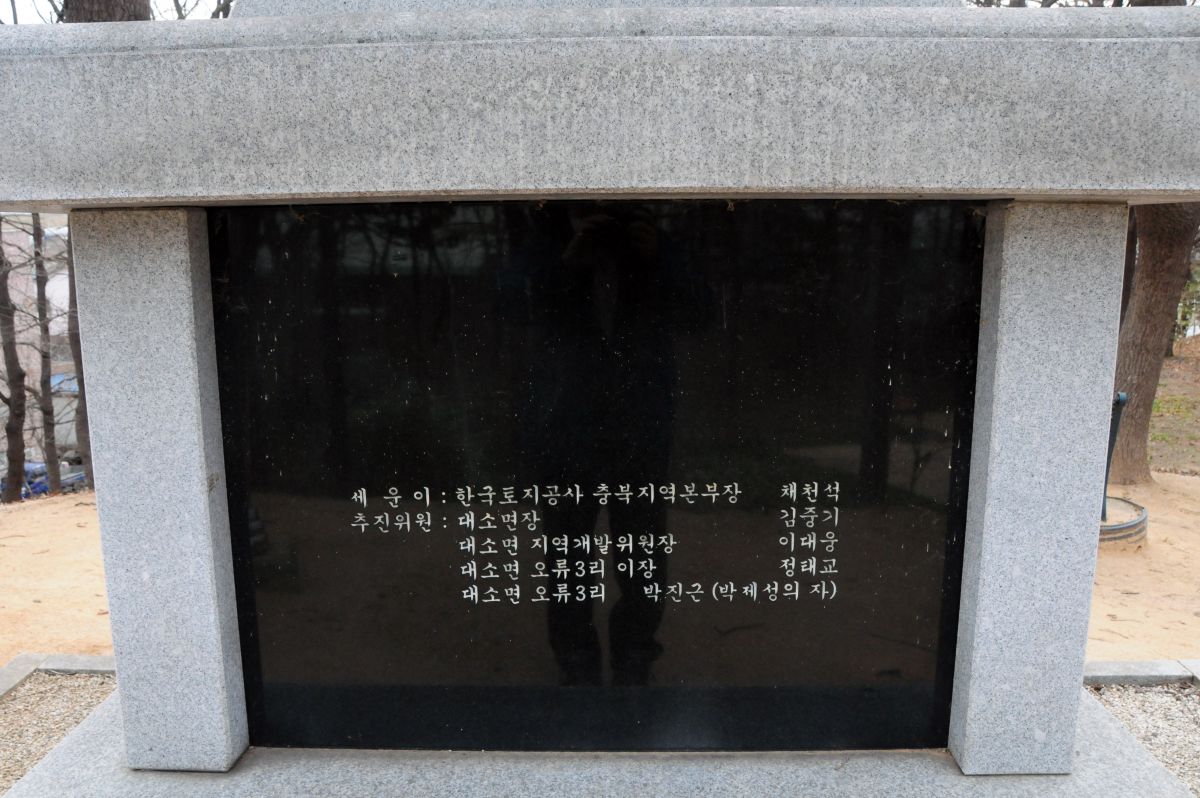 세 운 이 : 한국토지공사 충북지역본부장 채천석
추진위원 : 대소면장 김중기
대소면 지역개발위원장 이대웅
대소면 오류3리 이장 정태교
대소면 오류3리 박진근 (박제성의 자)